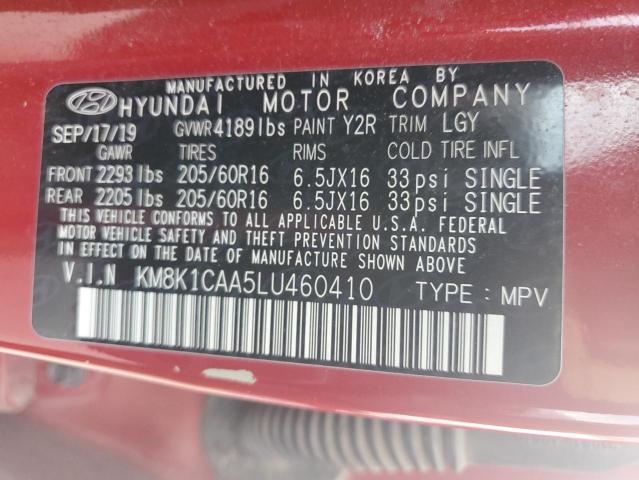 MANUFACTURED IN KOREA BY
HYUNDAI MOTOR COMPANY
SEP/17/19 GVWR 4189lbs PAINT Y2R TRIM LGY
GAWR TIRES RIMS COLD TIRE INFL
FRONT 2293lbs 205/60R16 6.5JX16 33psi SINGLE
REAR 2205lbs 205/60R16 6.5JX16 33psi SINGLE
THIS VEHICLE CONFORMS TO ALL APPLICABLE U.S.A. FEDERAL
MOTOR VEHICLE SAFETY AND THEFT PREVENTION STANDARDS
IN EFFECT ON THE DATE OF MANUFACTURE SHOWN ABOVE.
V.I.N KM8K1CAA5LU460410 TYPE: MPV